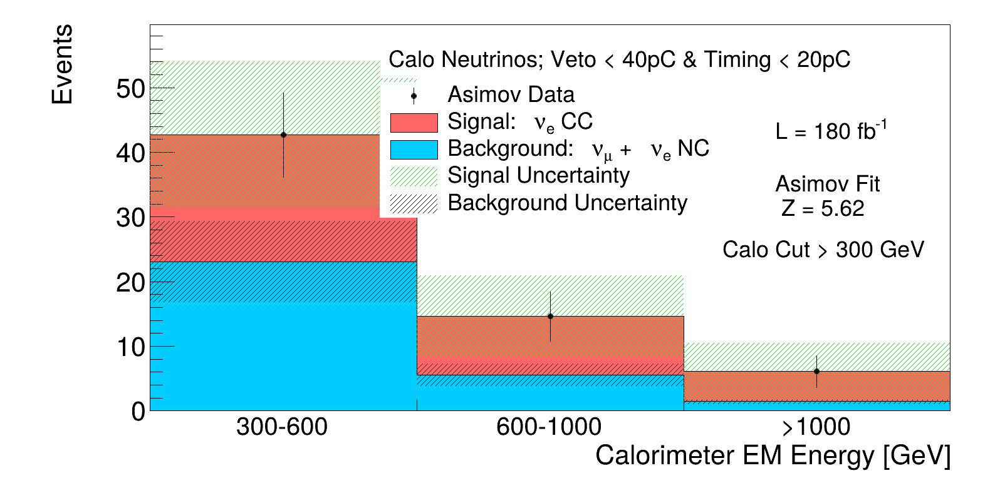 Events
Calo Neutrinos; Veto < 40pC & Timing < 20pC
Asimov Data
Signal: νe CC
Background: νμ + νe NC
Signal Uncertainty
Background Uncertainty
L = 180 fb-1
Asimov Fit
Z = 5.62
Calo Cut > 300 GeV
50
40
30
20
10
0
300-600 600-1000 >1000
Calorimeter EM Energy [GeV]